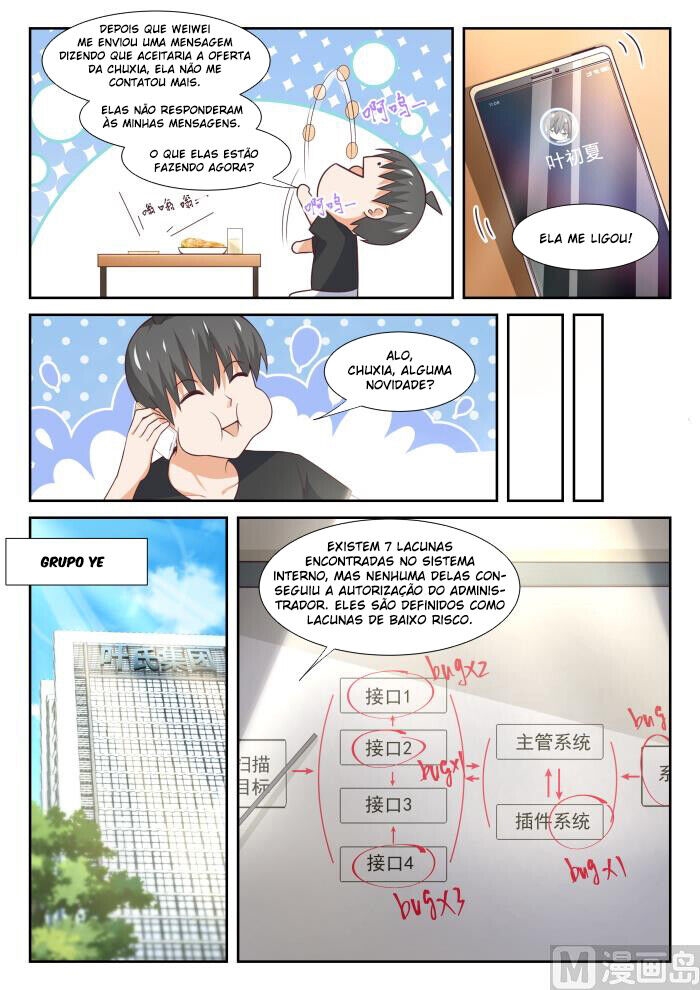 DEPOIS QUE WEIWEI
ME ENVIOU UMA MENSAGEM
DIZENDO QUE ACEITARIA A OFERTA
DA CHUXIA, ELA NÃO ME
CONTATOU MAIS.
ELAS NÃO RESPONDERAM
ÀS MINHAS MENSAGENS.
O QUE ELAS ESTÃO
FAZENDO AGORA?
啊呜—
啊呜—
嗡嗡嗡
叶初夏
ELA ME LIGOU!
ALO,
CHUXIA, ALGUMA
NOVIDADE?
GRUPO YE
叶氏集团
EXISTEM 7 LACUNAS
ENCONTRADAS NO SISTEMA
INTERNO, MAS NENHUMA DELAS CON-
SEGUIU A AUTORIZAÇÃO DO ADMINIS-
TRADOR. ELES SÃO DEFINIDOS COMO
LACUNAS DE BAIXO RISCO.
扫描
目标
接口1
bugx2
接口2
bugx1
接口3
接口4
bugx3
主管系统
插件系统
bugx1
bug
系
M 漫画岛